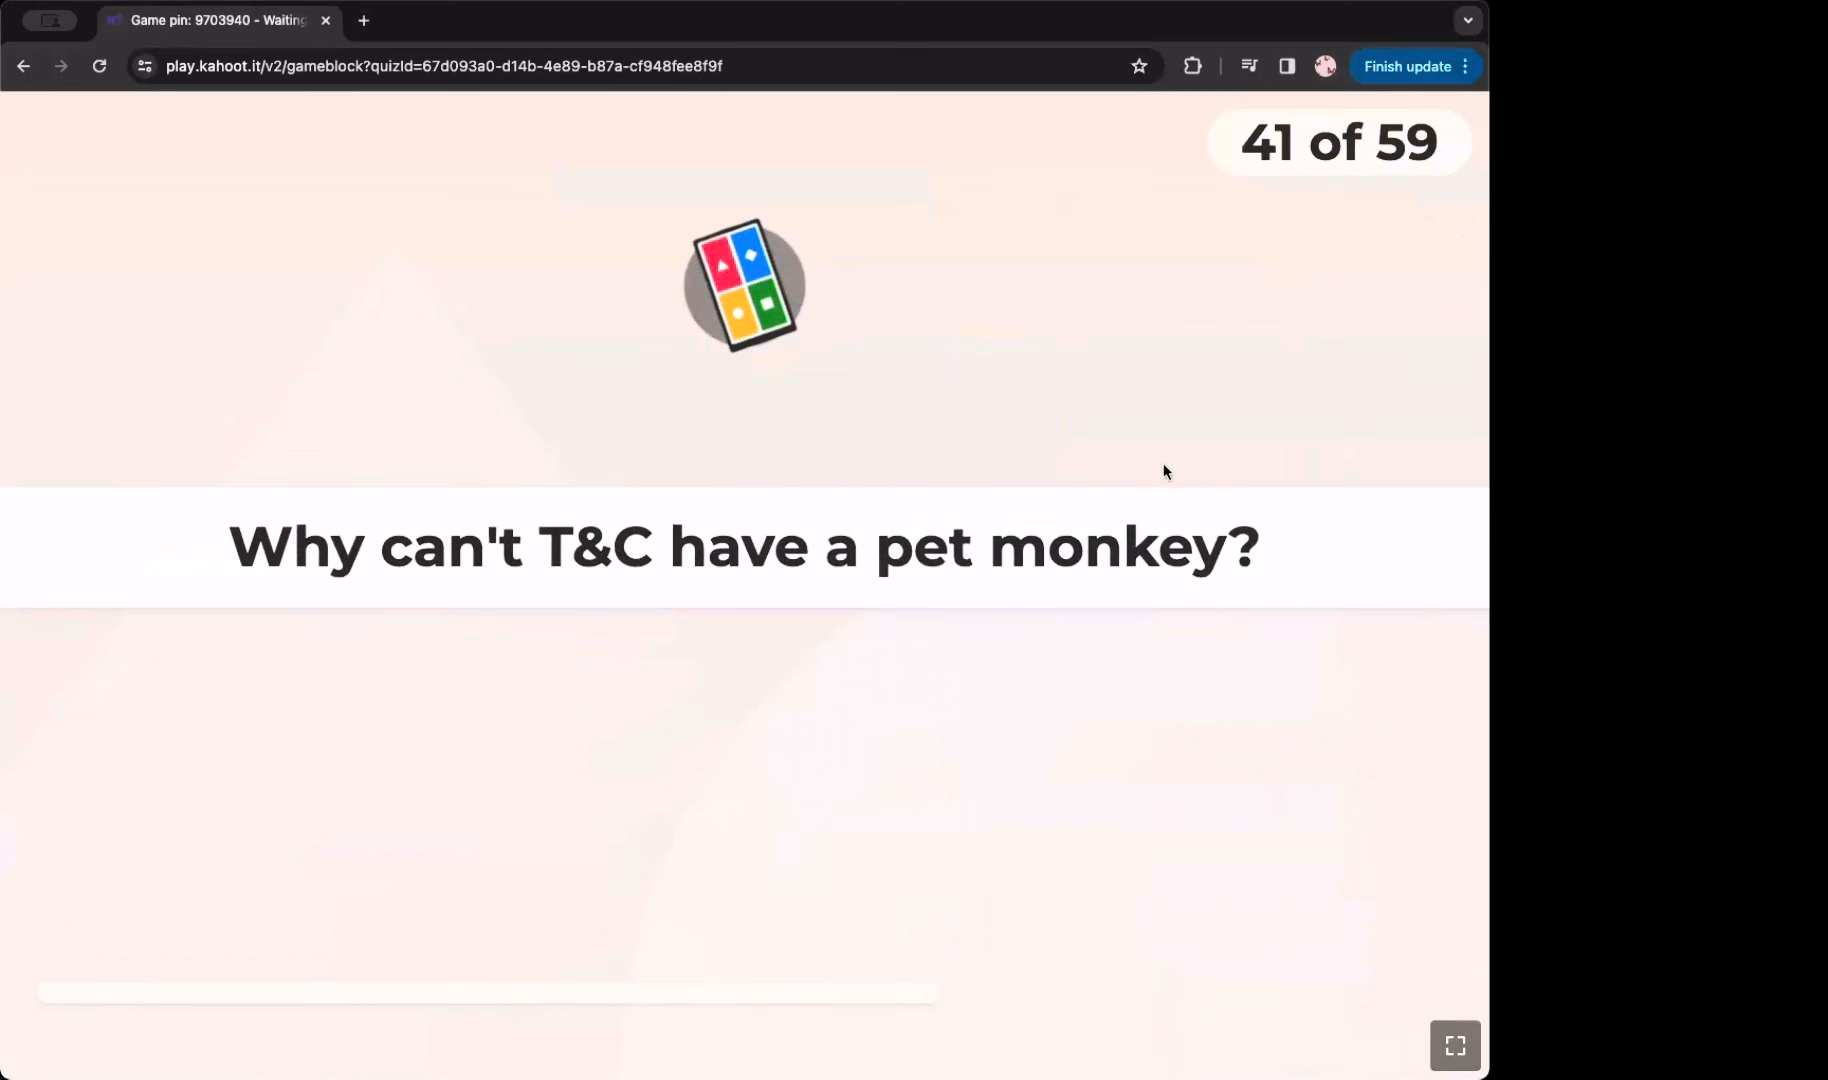 Game pin: 9703940 - Waiting
play.kahoot.it/v2/gameblock?quizId=67d093a0-d14b-4e89-b87a-cf948fee8f9f
Finish update
41 of 59
Why can't T&C have a pet monkey?